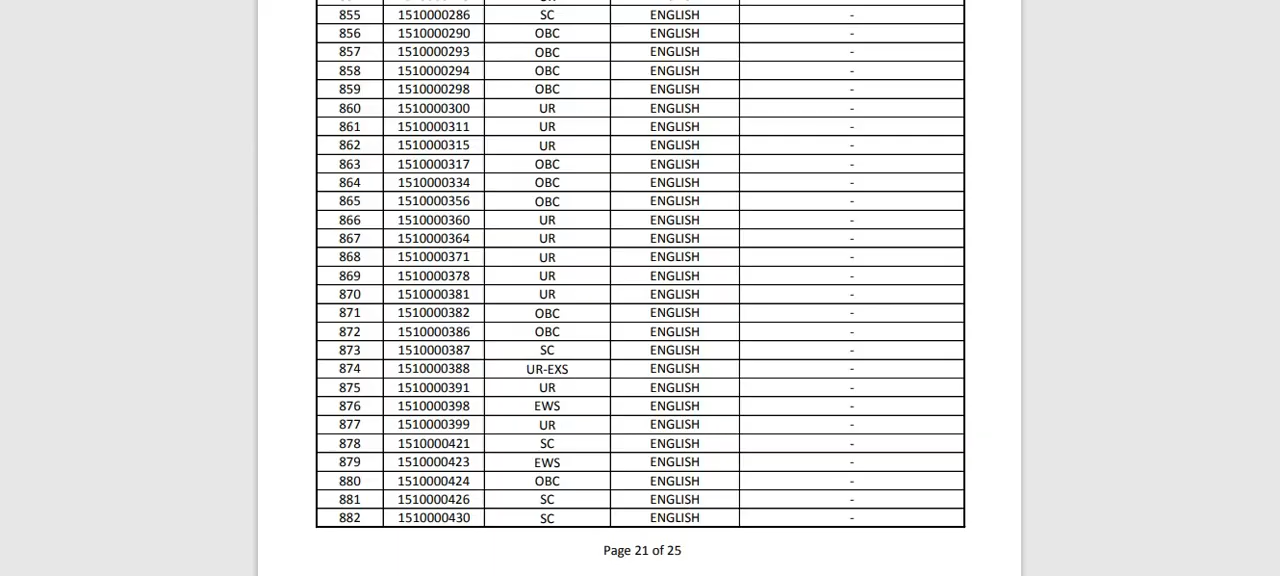 855 1510000286 SC ENGLISH -
856 1510000290 OBC ENGLISH -
857 1510000293 OBC ENGLISH -
858 1510000294 OBC ENGLISH -
859 1510000298 OBC ENGLISH -
860 1510000300 UR ENGLISH -
861 1510000311 UR ENGLISH -
862 1510000315 UR ENGLISH -
863 1510000317 OBC ENGLISH -
864 1510000334 OBC ENGLISH -
865 1510000356 OBC ENGLISH -
866 1510000360 UR ENGLISH -
867 1510000364 UR ENGLISH -
868 1510000371 UR ENGLISH -
869 1510000378 UR ENGLISH -
870 1510000381 UR ENGLISH -
871 1510000382 OBC ENGLISH -
872 1510000386 OBC ENGLISH -
873 1510000387 SC ENGLISH -
874 1510000388 UR-EXS ENGLISH -
875 1510000391 UR ENGLISH -
876 1510000398 EWS ENGLISH -
877 1510000399 UR ENGLISH -
878 1510000421 SC ENGLISH -
879 1510000423 EWS ENGLISH -
880 1510000424 OBC ENGLISH -
881 1510000426 SC ENGLISH -
882 1510000430 SC ENGLISH -
Page 21 of 25